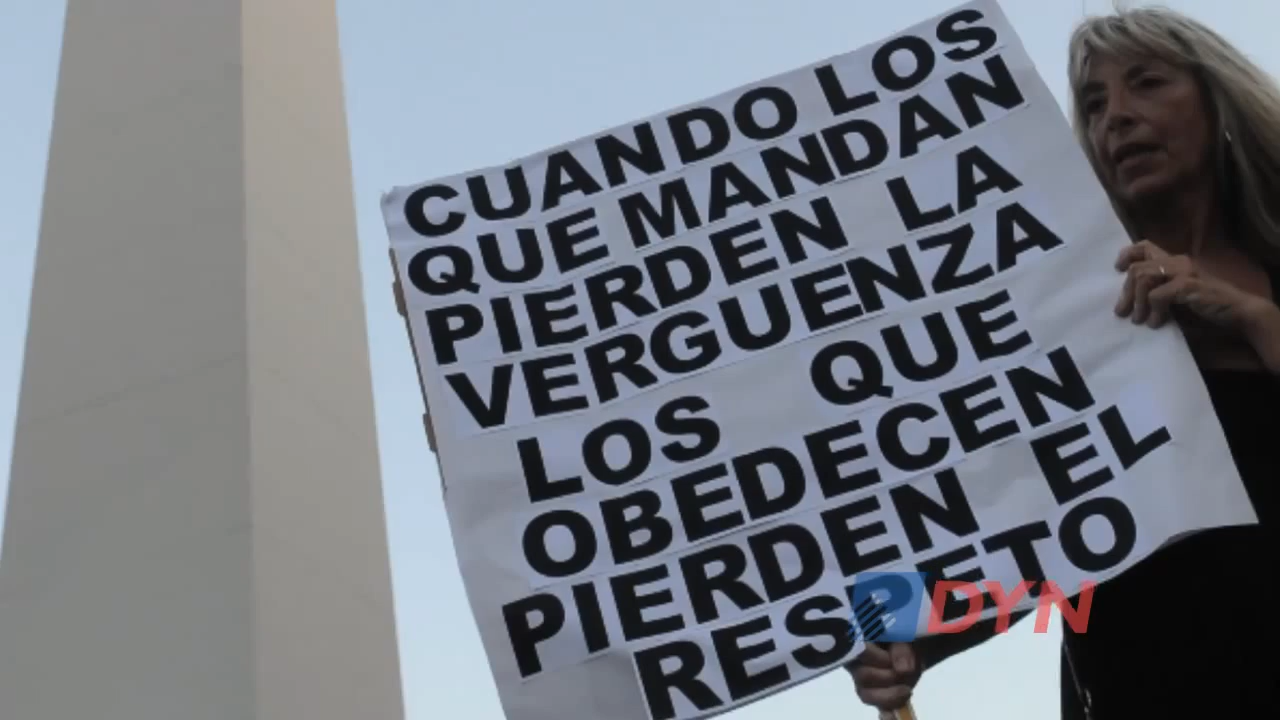 CUANDO LOS
QUE MANDAN
PIERDEN LA
VERGUENZA
LOS QUE
OBEDECEN
PIERDEN EL
RESPETO
DYN